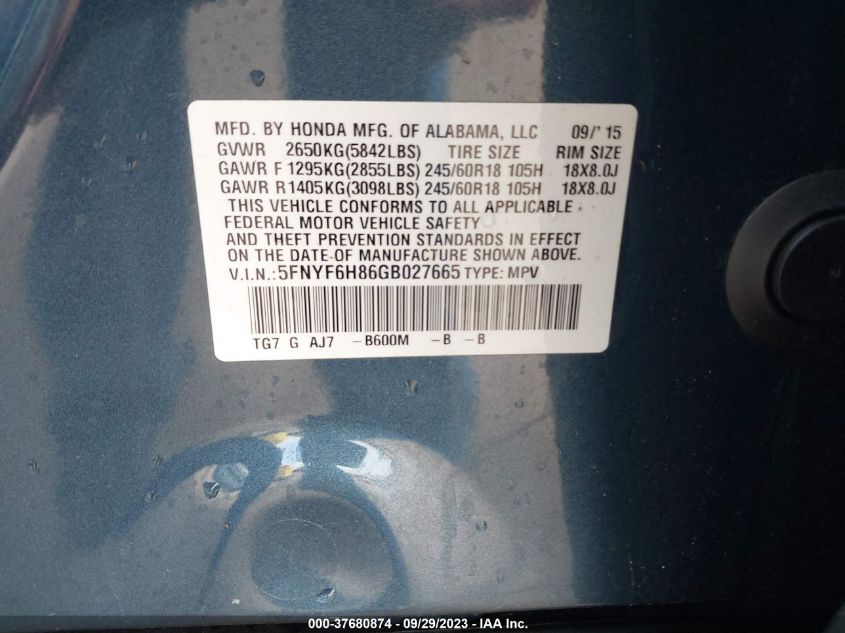 MFD. BY HONDA MFG. OF ALABAMA, LLC 09/'15
GVWR 2650KG(5842LBS) TIRE SIZE RIM SIZE
GAWR F 1295KG(2855LBS) 245/60R18 105H 18X8.0J
GAWR R 1405KG(3098LBS) 245/60R18 105H 18X8.0J
THIS VEHICLE CONFORMS TO ALL APPLICABLE
FEDERAL MOTOR VEHICLE SAFETY
AND THEFT PREVENTION STANDARDS IN EFFECT
ON THE DATE OF MANUFACTURE SHOWN ABOVE.
V.I.N.:5FNYF6H86GB027665 TYPE: MPV
TG7 G AJ7 -B600M -B -B
000-37680874 - 09/29/2023 - IAA Inc.